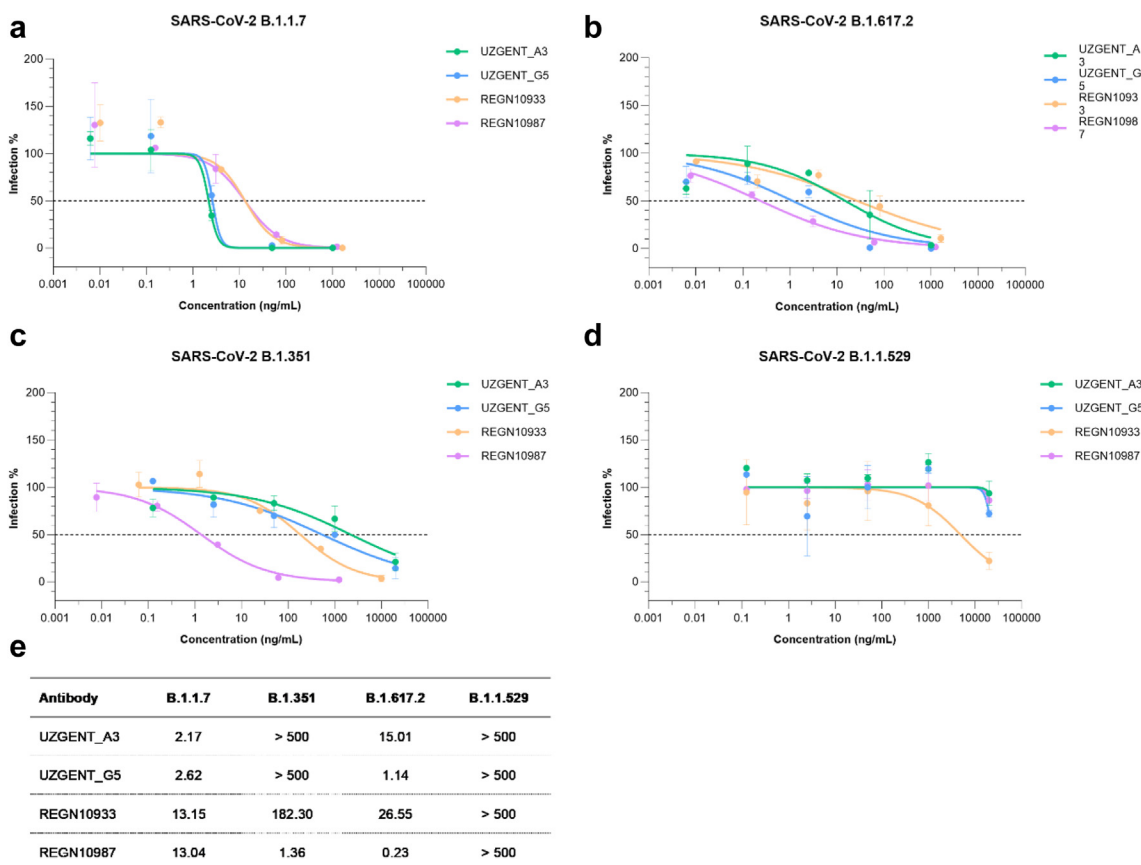 a
SARS-CoV-2 B.1.1.7
200
150
100
50
0
Infection %
0.001 0.01 0.1 1 10 100 1000 10000 100000
Concentration (ng/mL)
UZGENT_A3
UZGENT_G5
REGN10933
REGN10987
b
SARS-CoV-2 B.1.617.2
200
150
100
50
0
Infection %
0.001 0.01 0.1 1 10 100 1000 10000 100000
Concentration (ng/mL)
UZGENT_A
3
UZGENT_G
5
REGN1093
3
REGN1098
7
c
SARS-CoV-2 B.1.351
200
150
100
50
0
Infection %
0.001 0.01 0.1 1 10 100 1000 10000 100000
Concentration (ng/mL)
UZGENT_A3
UZGENT_G5
REGN10933
REGN10987
d
SARS-CoV-2 B.1.1.529
200
150
100
50
0
Infection %
0.001 0.01 0.1 1 10 100 1000 10000 100000
Concentration (ng/mL)
UZGENT_A3
UZGENT_G5
REGN10933
REGN10987
e
Antibody B.1.1.7 B.1.351 B.1.617.2 B.1.1.529
UZGENT_A3 2.17 > 500 15.01 > 500
UZGENT_G5 2.62 > 500 1.14 > 500
REGN10933 13.15 182.30 26.55 > 500
REGN10987 13.04 1.36 0.23 > 500